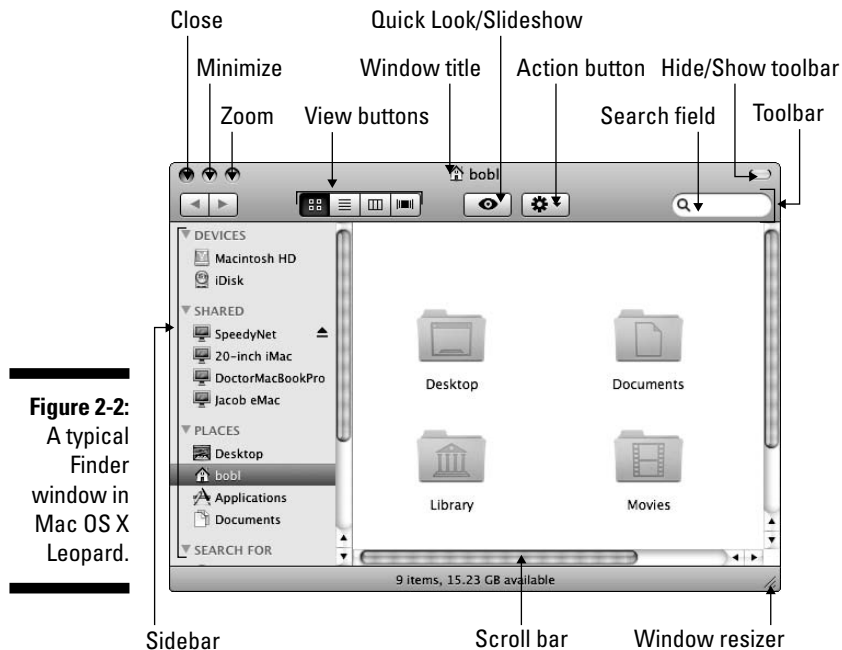 Close
Quick Look/Slideshow
Minimize
Window title
Action button
Hide/Show toolbar
Zoom
View buttons
Search field
Toolbar
bobl
DEVICES
Macintosh HD
iDisk
SHARED
SpeedyNet
20-inch iMac
DoctorMacBookPro
Jacob eMac
PLACES
Desktop
bobl
Applications
Documents
SEARCH FOR
Desktop
Documents
Library
Movies
9 items, 15.23 GB available
Figure 2-2:
A typical
Finder
window in
Mac OS X
Leopard.
Sidebar
Scroll bar
Window resizer